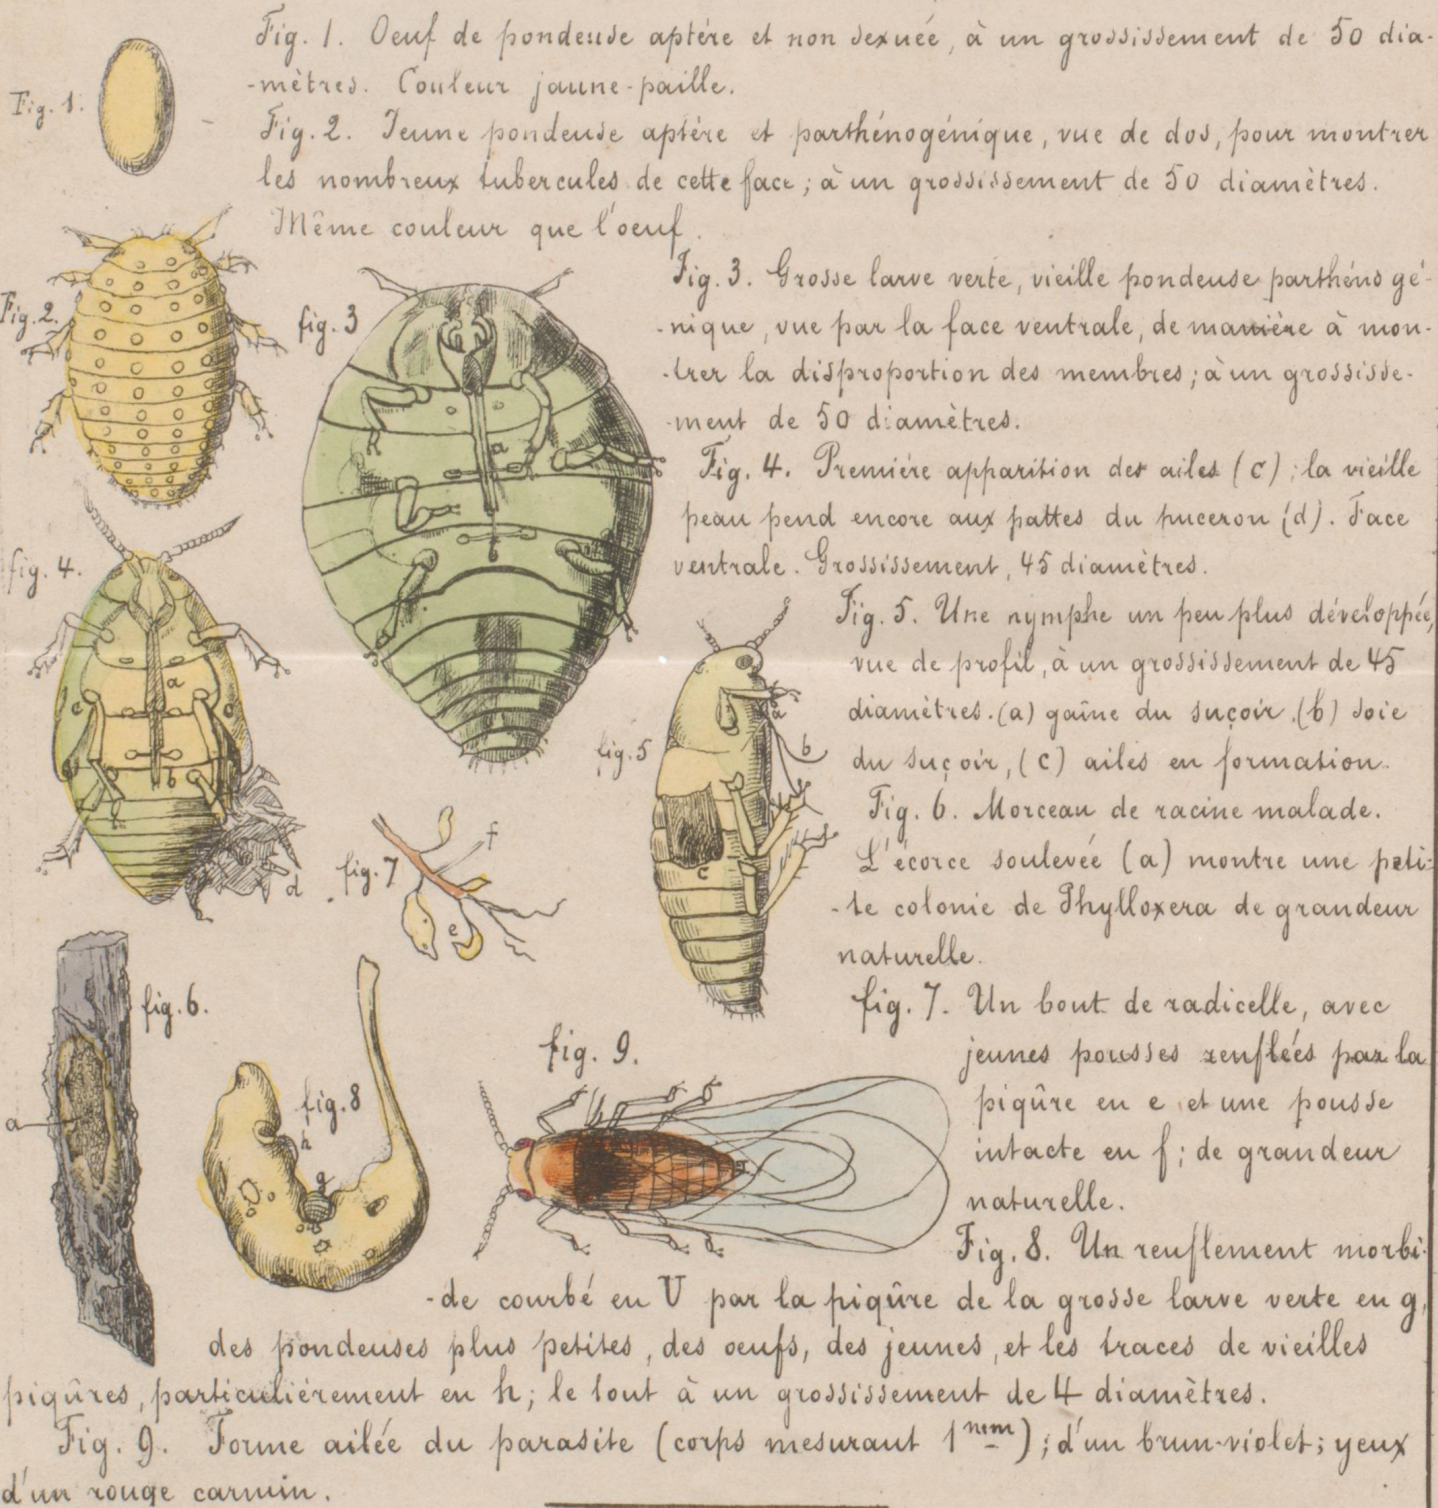 Fig. 1. Oeuf de pondeuse aptére et non sexuée, à un grossissement de 50 dia-
-mètres. Couleur jaune-paille.
Fig. 1.
Fig. 2. Jeune pondeuse aptére et parthénogénique, vue de dos, pour montrer
les nombreux tubercules de cette face; à un grossissement de 50 diamètres.
Même couleur que l'oeuf.
Fig. 2.
fig. 3
Fig. 3. Grosse larve verte, vieille pondeuse parthéno gé-
-nique, vue par la face ventrale, de manière à mon-
-trer la disproportion des membres; à un grossisse-
-ment de 50 diamètres.
a
b
Fig. 4. Première apparition des ailes (c); la vieille
peau pend encore aux pattes du puceron (d). Face
ventrale. Grossissement, 45 diamètres.
fig. 4.
a
c
c
b
d
Fig. 5. Une nymphe un peu plus développée,
vue de profil, à un grossissement de 45
diamètres. (a) gaîne du suçoir, (b) soie
du suçoir, (c) ailes en formation.
fig. 5
a
b
c
Fig. 6. Morceau de racine malade.
L'écorce soulevée (a) montre une peti-
-te colonie de Phylloxera de grandeur
naturelle.
fig. 7
f
e
fig. 6.
a
fig. 7. Un bout de radicelle, avec
jeunes pousses renflées par la
piqûre en e et une pousse
intacte en f; de grandeur
naturelle.
fig. 8
h
g
fig. 9.
Fig. 8. Un renflement morbi-
-de courbé en U par la piqûre de la grosse larve verte en g,
des pondeuses plus petites, des oeufs, des jeunes, et les traces de vieilles
piqûres, particulièrement en h; le tout à un grossissement de 4 diamètres.
Fig. 9. Forme ailée du parasite (corps mesurant 1 mm); d'un brun-violet; yeux
d'un rouge carmin.